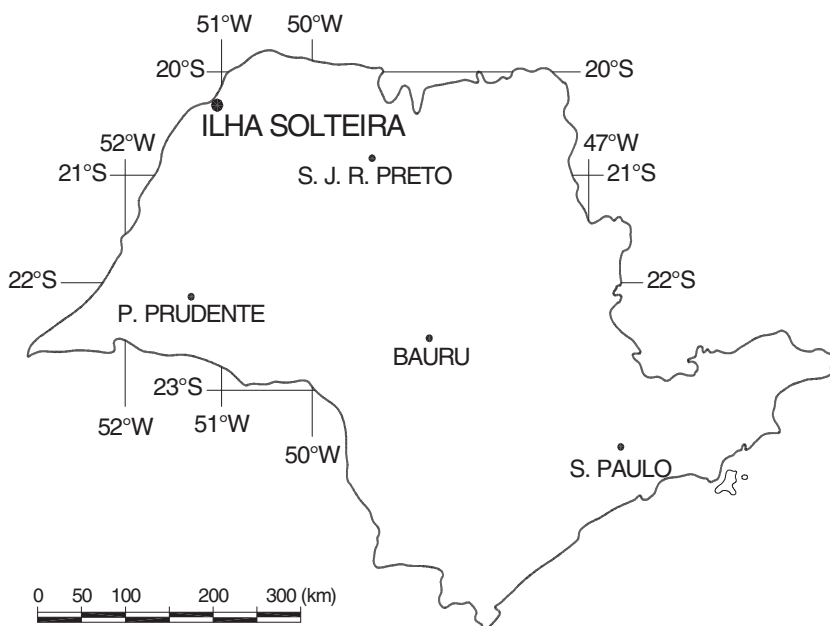 51°W 50°W
20°S 20°S
ILHA SOLTEIRA
52°W 47°W
S. J. R. PRETO
21°S 21°S
22°S 22°S
P. PRUDENTE
BAURU
23°S
52°W 51°W
50°W
S. PAULO
0 50 100 200 300 (km)